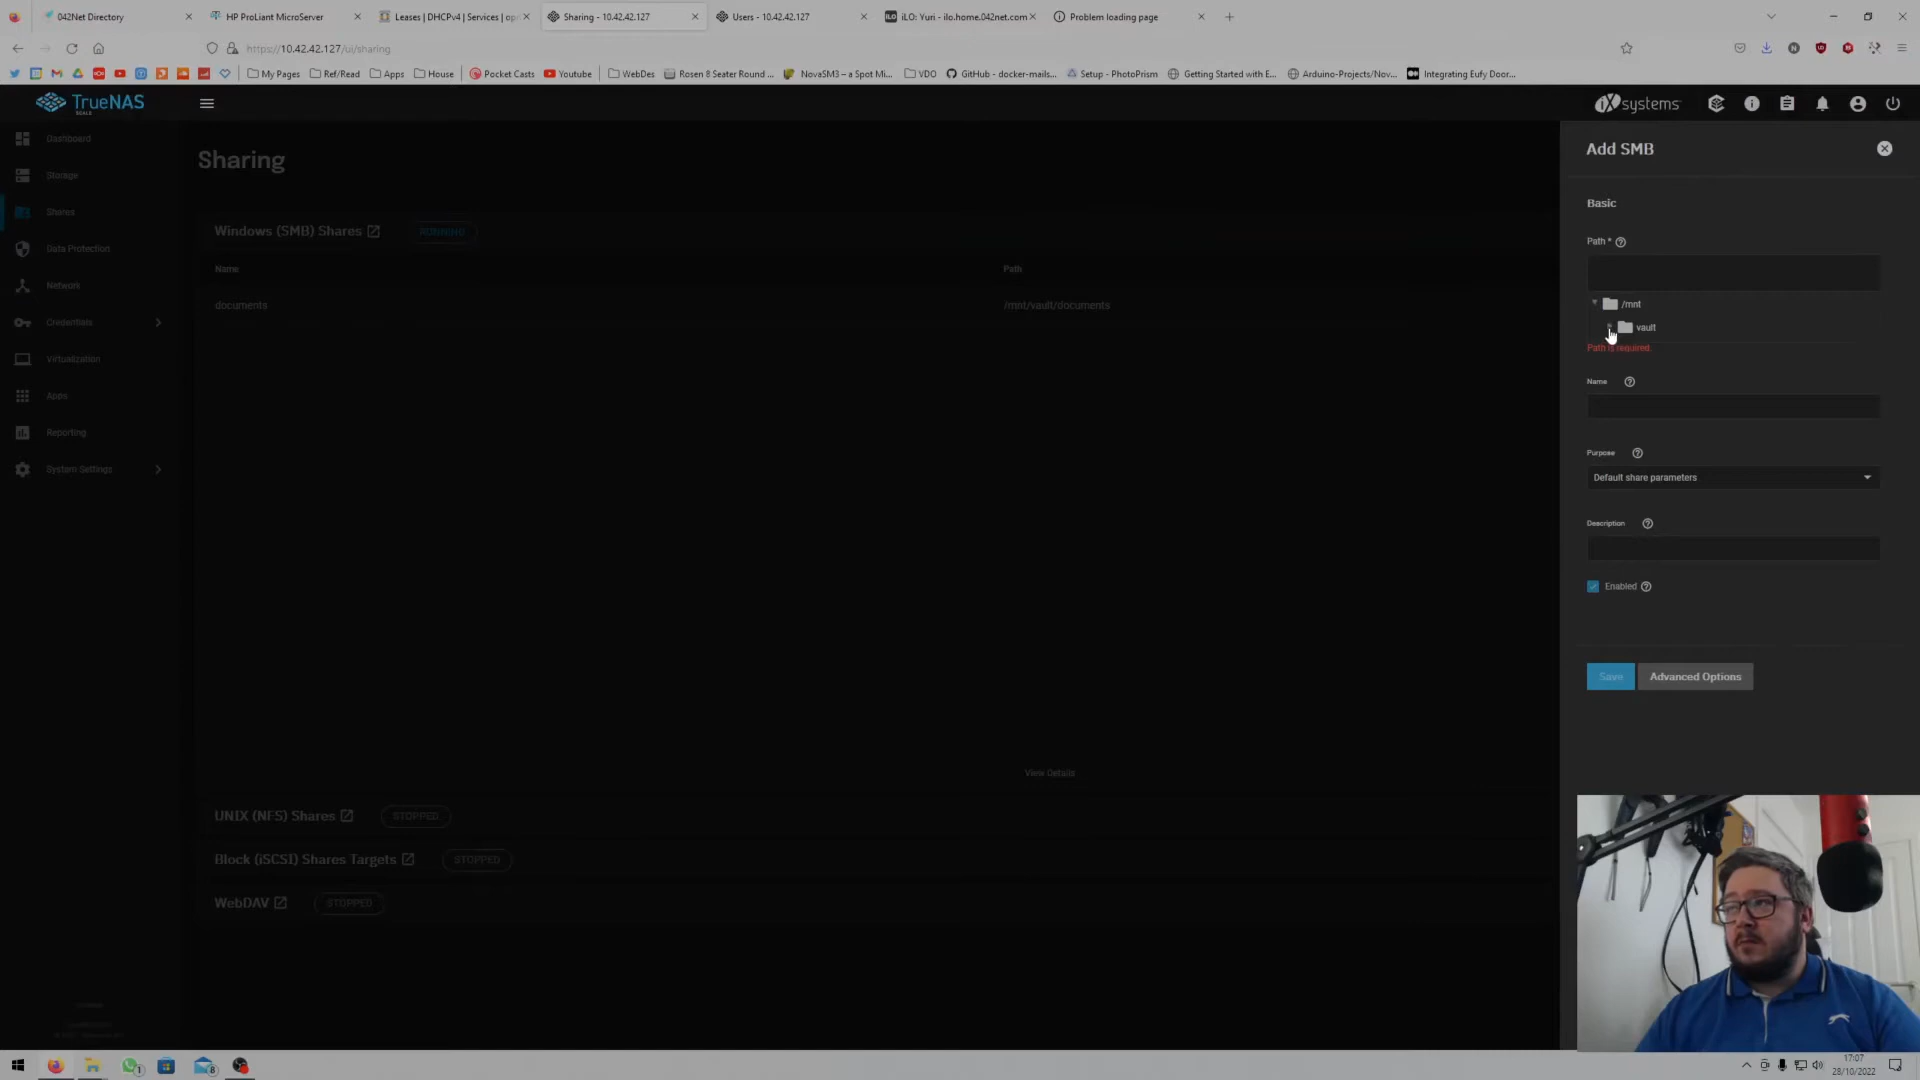 042Net Directory
HP ProLiant MicroServer
Leases | DHCPv4 | Services | op
Sharing - 10.42.42.127
Users - 10.42.42.127
iLO: Yuri - ilo.home.042net.com
Problem loading page
https://10.42.42.127/ui/sharing
My Pages
Ref/Read
Apps
House
Pocket Casts
Youtube
WebDes
Rosen 8 Seater Round ...
NovaSM3 – a Spot Mi...
VDO
GitHub - docker-mails...
Setup - PhotoPrism
Getting Started with E...
Arduino-Projects/Nov...
Integrating Eufy Door...
TrueNAS
SCALE
iXsystems
Dashboard
Storage
Shares
Data Protection
Network
Credentials
Virtualization
Apps
Reporting
System Settings
Sharing
Windows (SMB) Shares
RUNNING
Name
Path
documents
/mnt/vault/documents
View Details
UNIX (NFS) Shares
STOPPED
Block (iSCSI) Shares Targets
STOPPED
WebDAV
STOPPED
Add SMB
Basic
Path *
/mnt
vault
Path is required.
Name
Purpose
Default share parameters
Description
Enabled
Save
Advanced Options
17:07
28/10/2022